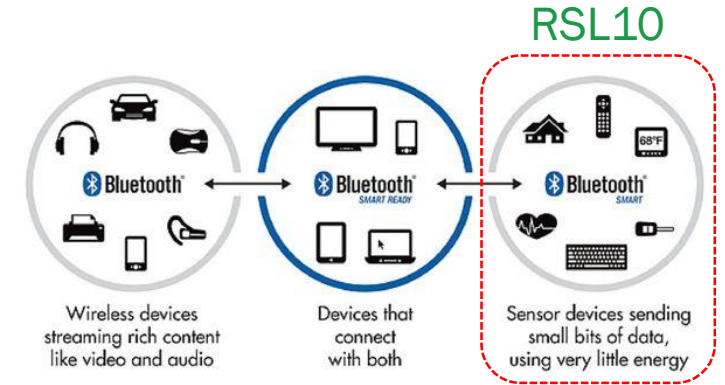 RSL10
Bluetooth
Bluetooth
SMART READY
Bluetooth
SMART
68°F
Wireless devices
streaming rich content
like video and audio
Devices that
connect
with both
Sensor devices sending
small bits of data,
using very little energy